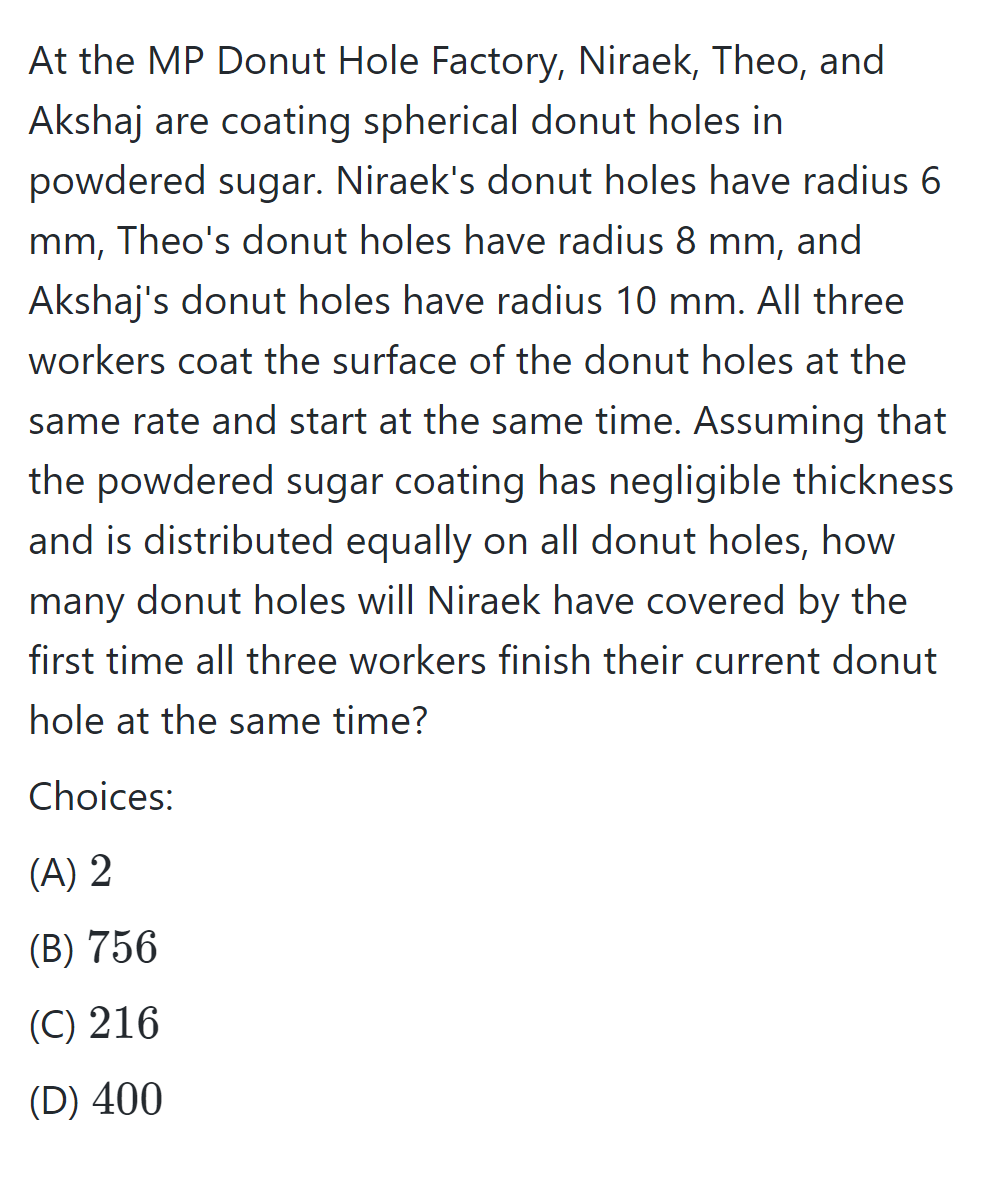 At the MP Donut Hole Factory, Niraek, Theo, and
Akshaj are coating spherical donut holes in
powdered sugar. Niraek's donut holes have radius 6
mm, Theo's donut holes have radius 8 mm, and
Akshaj's donut holes have radius 10 mm. All three
workers coat the surface of the donut holes at the
same rate and start at the same time. Assuming that
the powdered sugar coating has negligible thickness
and is distributed equally on all donut holes, how
many donut holes will Niraek have covered by the
first time all three workers finish their current donut
hole at the same time?
Choices:
(A) 2
(B) 756
(C) 216
(D) 400